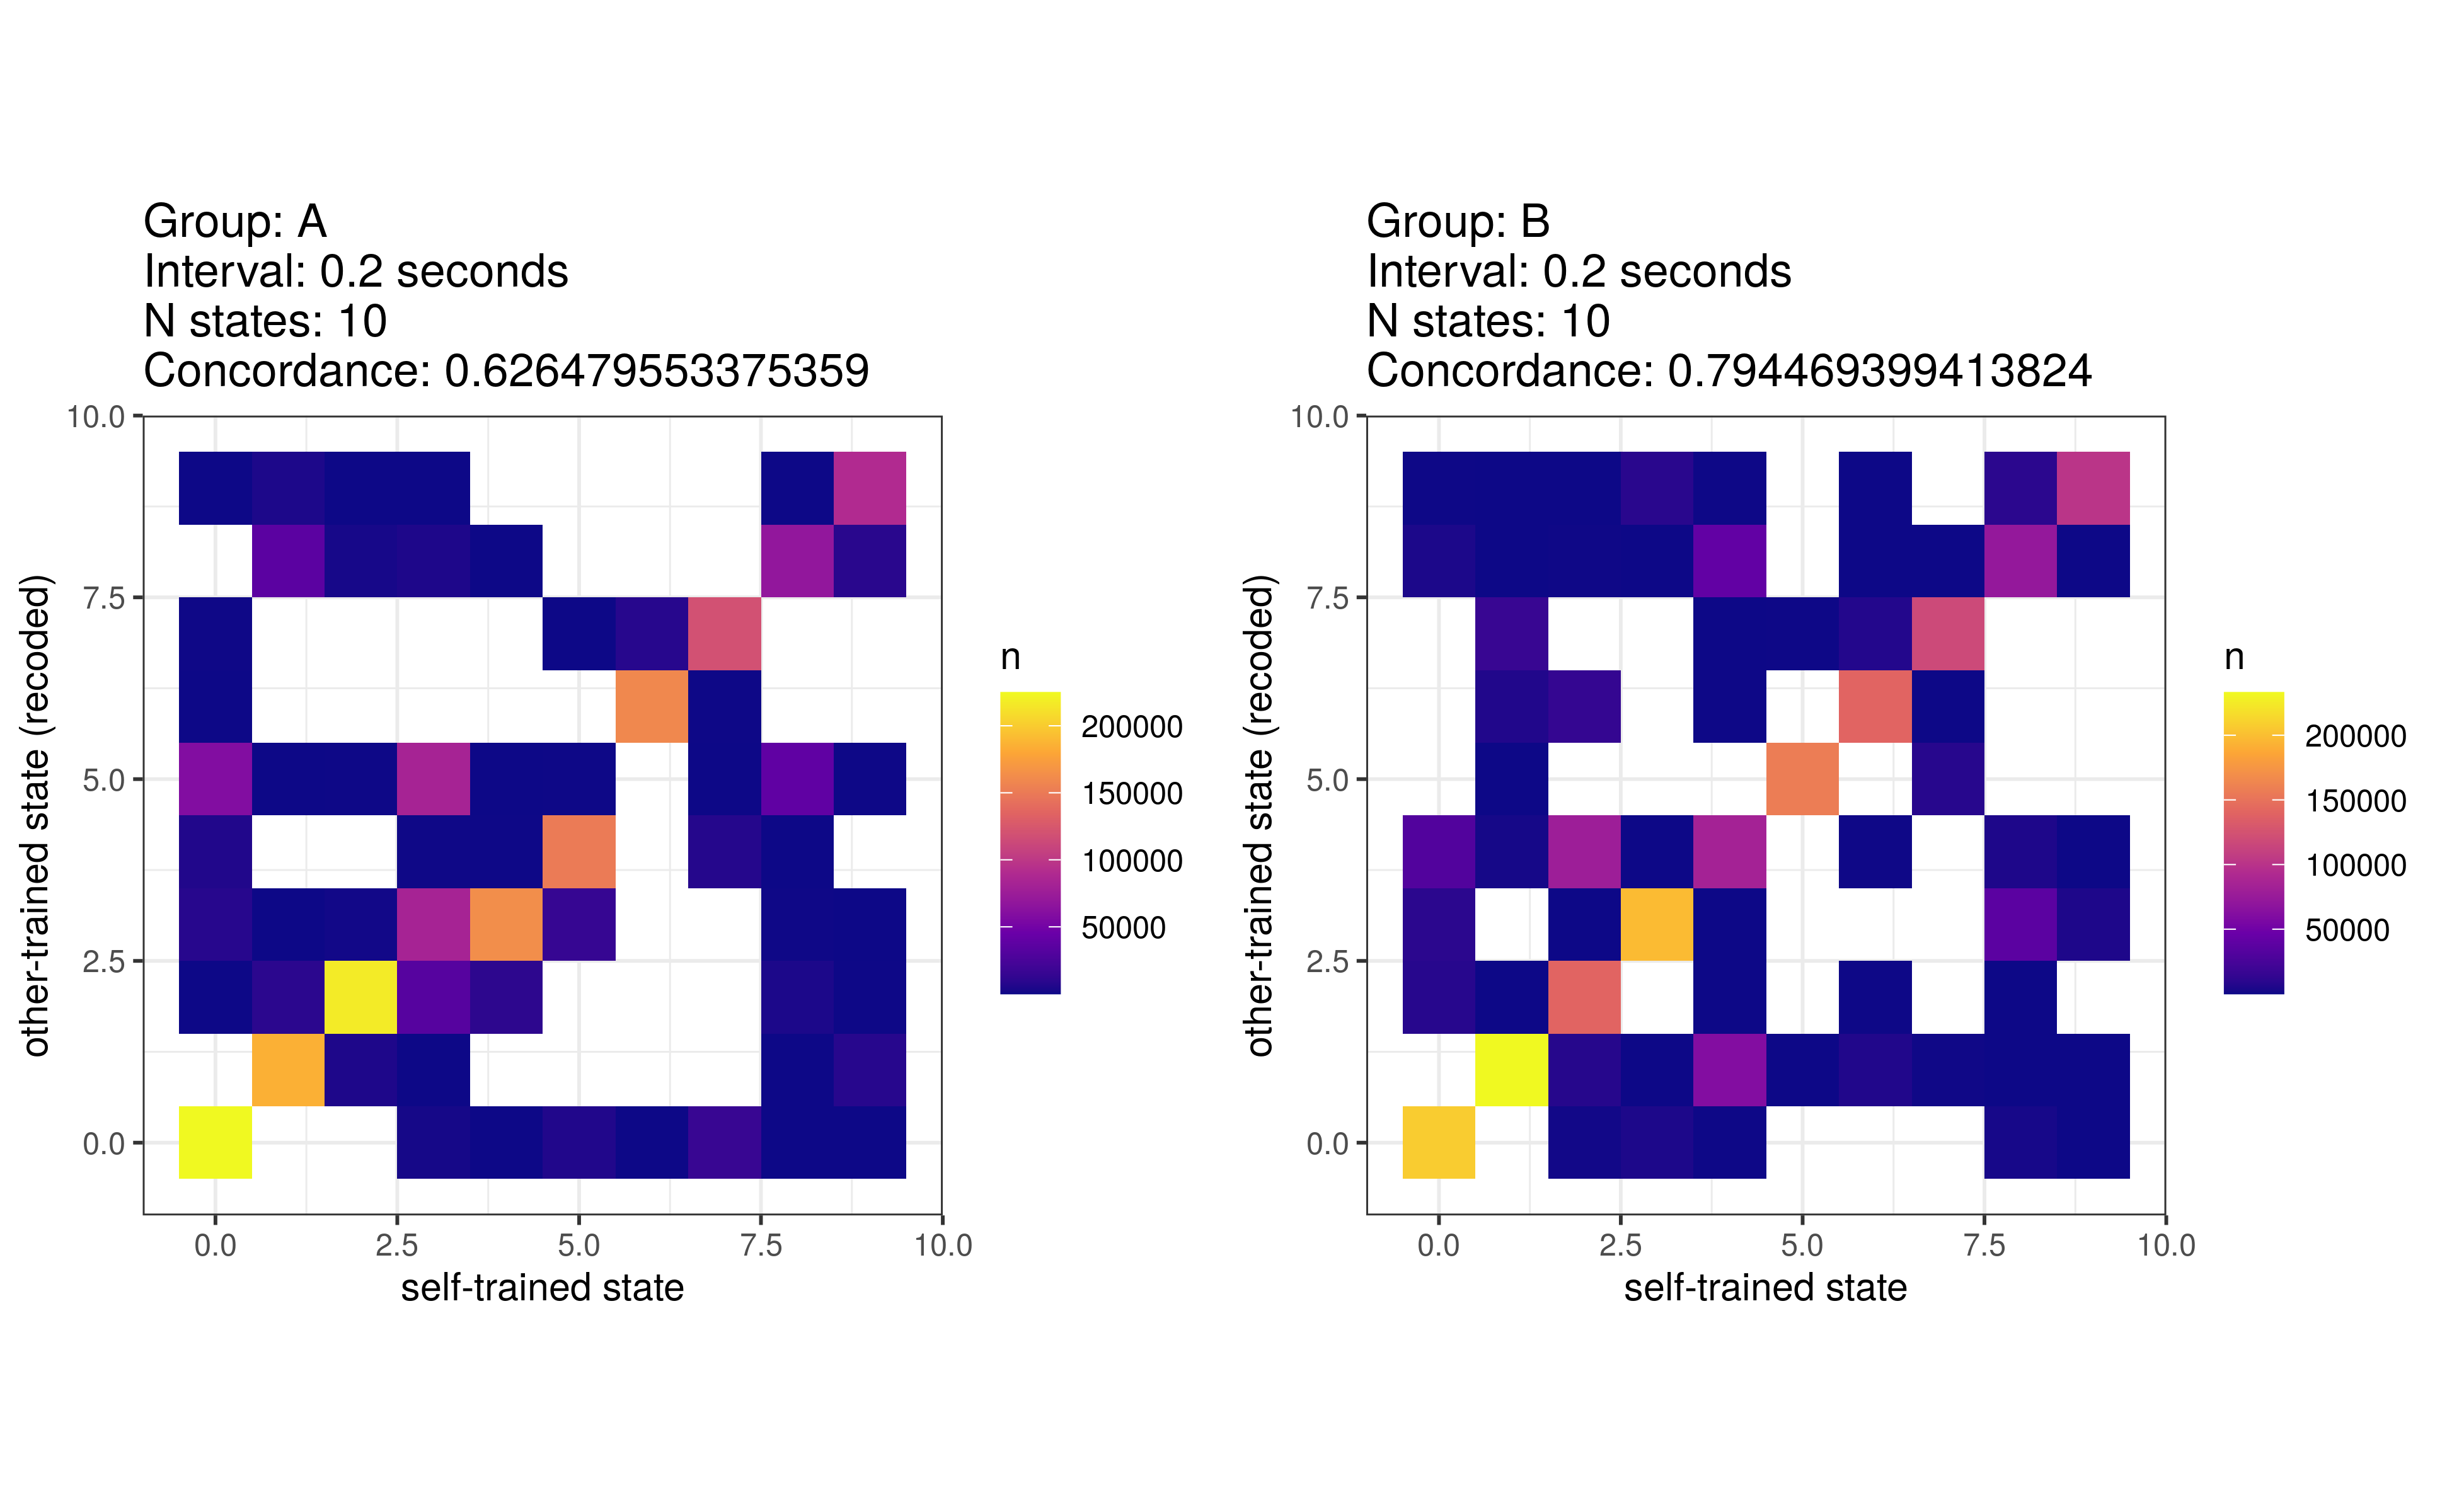 Group: A
Interval: 0.2 seconds
N states: 10
Concordance: 0.626479553375359
10.0
7.5
5.0
2.5
0.0
other-trained state (recoded)
0.0 2.5 5.0 7.5 10.0
self-trained state
n
200000
150000
100000
50000
Group: B
Interval: 0.2 seconds
N states: 10
Concordance: 0.794469399413824
10.0
7.5
5.0
2.5
0.0
other-trained state (recoded)
0.0 2.5 5.0 7.5 10.0
self-trained state
n
200000
150000
100000
50000